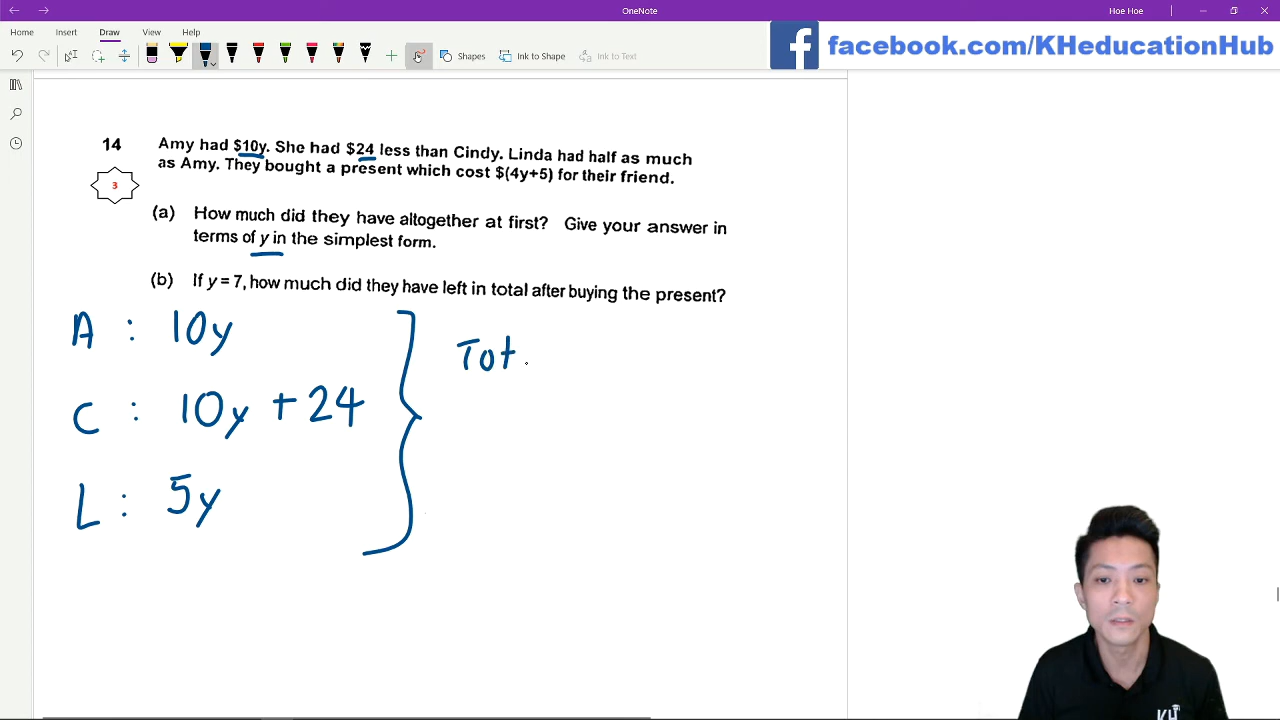 OneNote
Hoe Hoe
Home Insert Draw View Help
Shapes Ink to Shape Ink to Text
facebook.com/KHeducationHub
14 Amy had $10y. She had $24 less than Cindy. Linda had half as much
as Amy. They bought a present which cost $(4y+5) for their friend.
3
(a) How much did they have altogether at first? Give your answer in
terms of y in the simplest form.
(b) If y = 7, how much did they have left in total after buying the present?
A : 10y
C : 10y + 24
L : 5y
Tot
KH